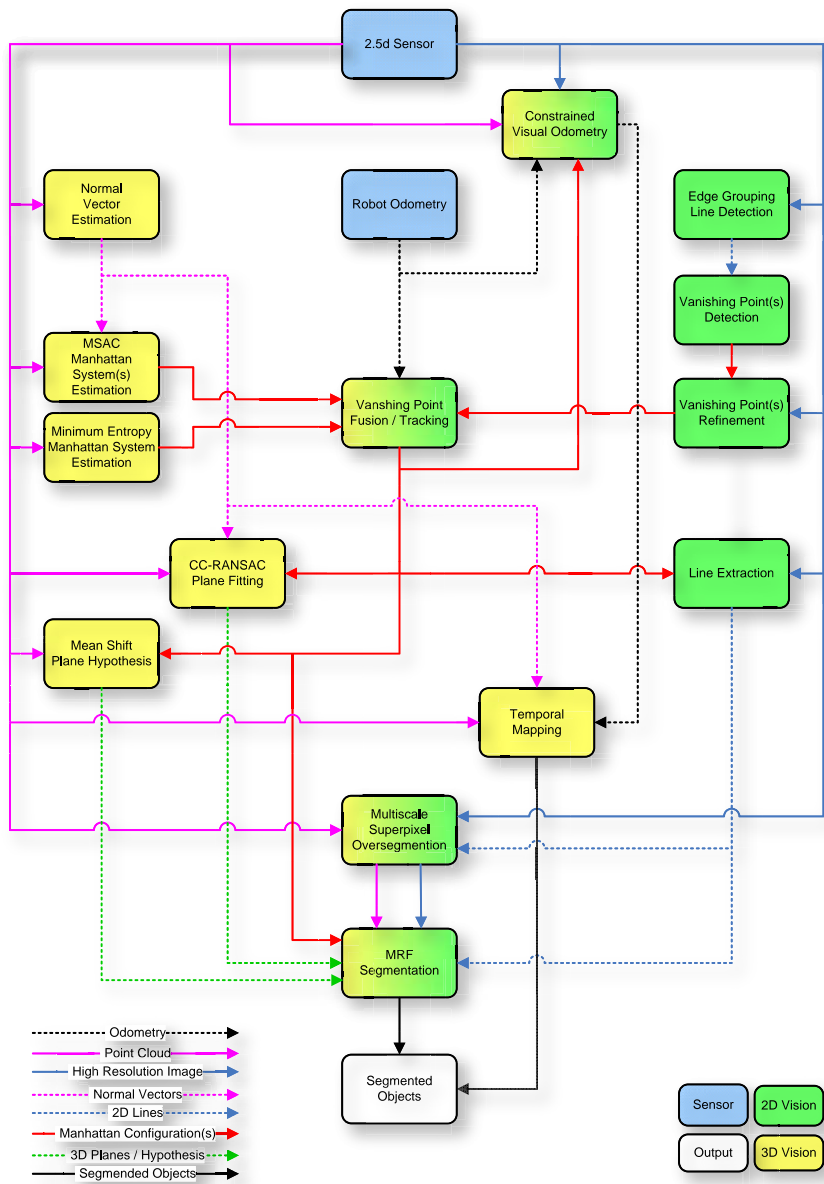 2.5d Sensor
Constrained
Visual Odometry
Normal
Vector
Estimation
Robot Odometry
Edge Grouping
Line Detection
Vanishing Point(s)
Detection
MSAC
Manhattan
System(s)
Estimation
Vanshing Point
Fusion / Tracking
Vanishing Point(s)
Refinement
Minimum Entropy
Manhattan System
Estimation
CC-RANSAC
Plane Fitting
Line Extraction
Mean Shift
Plane Hypothesis
Temporal
Mapping
Multiscale
Superpixel
Oversegmention
MRF
Segmentation
Segmented
Objects
Odometry
Point Cloud
High Resolution Image
Normal Vectors
2D Lines
Manhattan Configuration(s)
3D Planes / Hypothesis
Segmended Objects
Sensor
2D Vision
Output
3D Vision